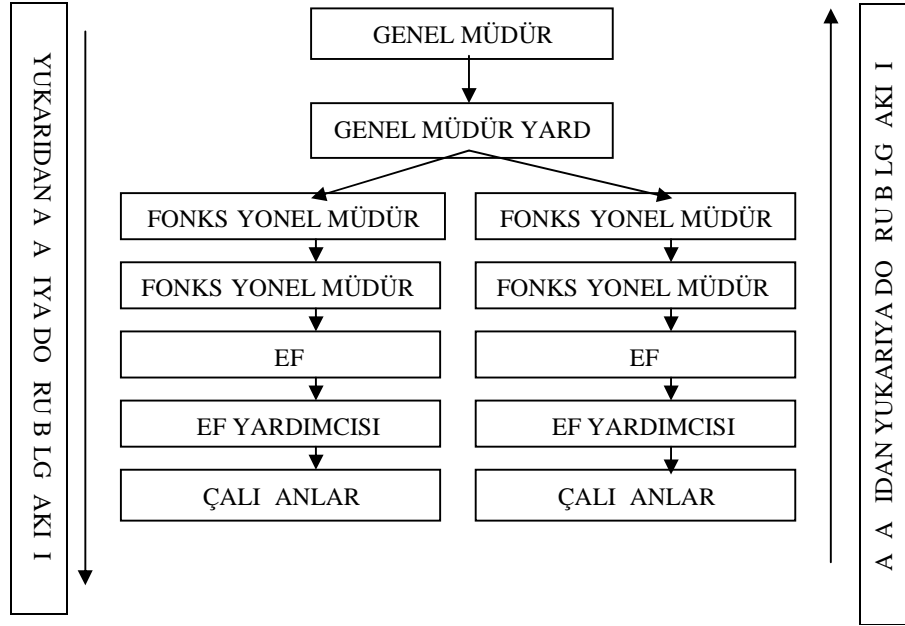 GENEL MÜDÜR
GENEL MÜDÜR YARD
FONKS YONEL MÜDÜR
FONKS YONEL MÜDÜR
FONKS YONEL MÜDÜR
FONKS YONEL MÜDÜR
EF
EF
EF YARDIMCISI
EF YARDIMCISI
ÇALI ANLAR
ÇALI ANLAR
YUKARIDAN A A IYA DO RU B LG AKI I
A A IDAN YUKARIYA DO RU B LG AKI I